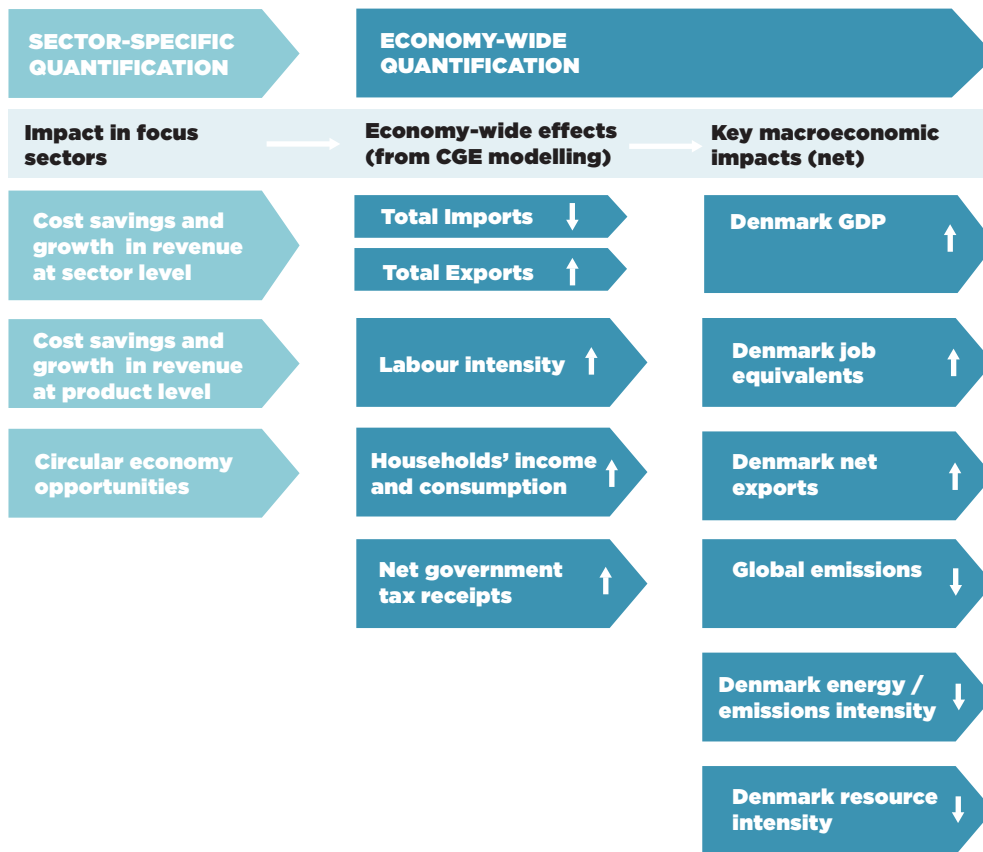 SECTOR-SPECIFIC
QUANTIFICATION
ECONOMY-WIDE
QUANTIFICATION
Impact in focus
sectors
Economy-wide effects
(from CGE modelling)
Key macroeconomic
impacts (net)
Cost savings and
growth in revenue
at sector level
Cost savings and
growth in revenue
at product level
Circular economy
opportunities
Total Imports
Total Exports
Labour intensity
Households' income
and consumption
Net government
tax receipts
Denmark GDP
Denmark job
equivalents
Denmark net
exports
Global emissions
Denmark energy /
emissions intensity
Denmark resource
intensity